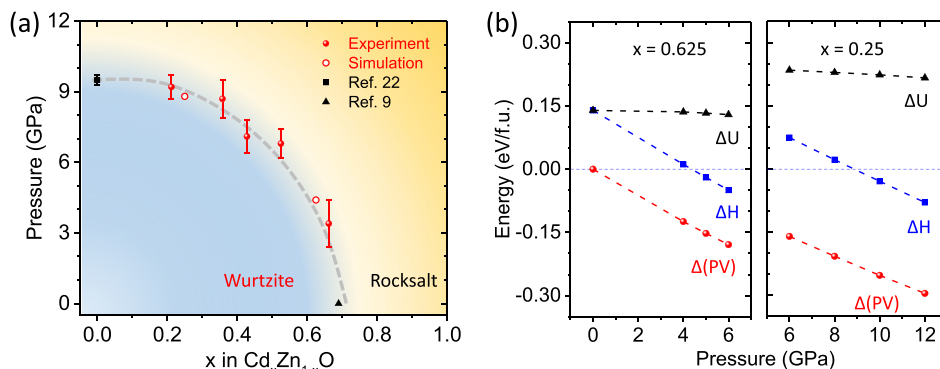 (a)
12
9
6
3
0
Pressure (GPa)
Experiment
Simulation
Ref. 22
Ref. 9
Wurtzite
Rocksalt
0.0 0.2 0.4 0.6 0.8 1.0
x in CdₓZn₁₋ₓO
(b)
0.30
0.15
0.00
-0.15
-0.30
Energy (eV/f.u.)
x = 0.625
ΔU
ΔH
Δ(PV)
0 2 4 6
x = 0.25
ΔU
ΔH
Δ(PV)
6 8 10 12
Pressure (GPa)